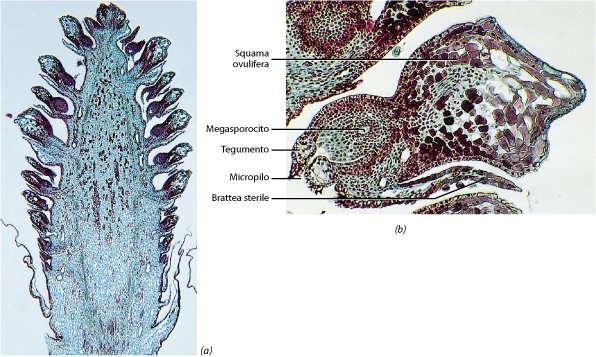 Squama
ovulifera
Megasporocito
Tegumento
Micropilo
Brattea sterile
(a)
(b)